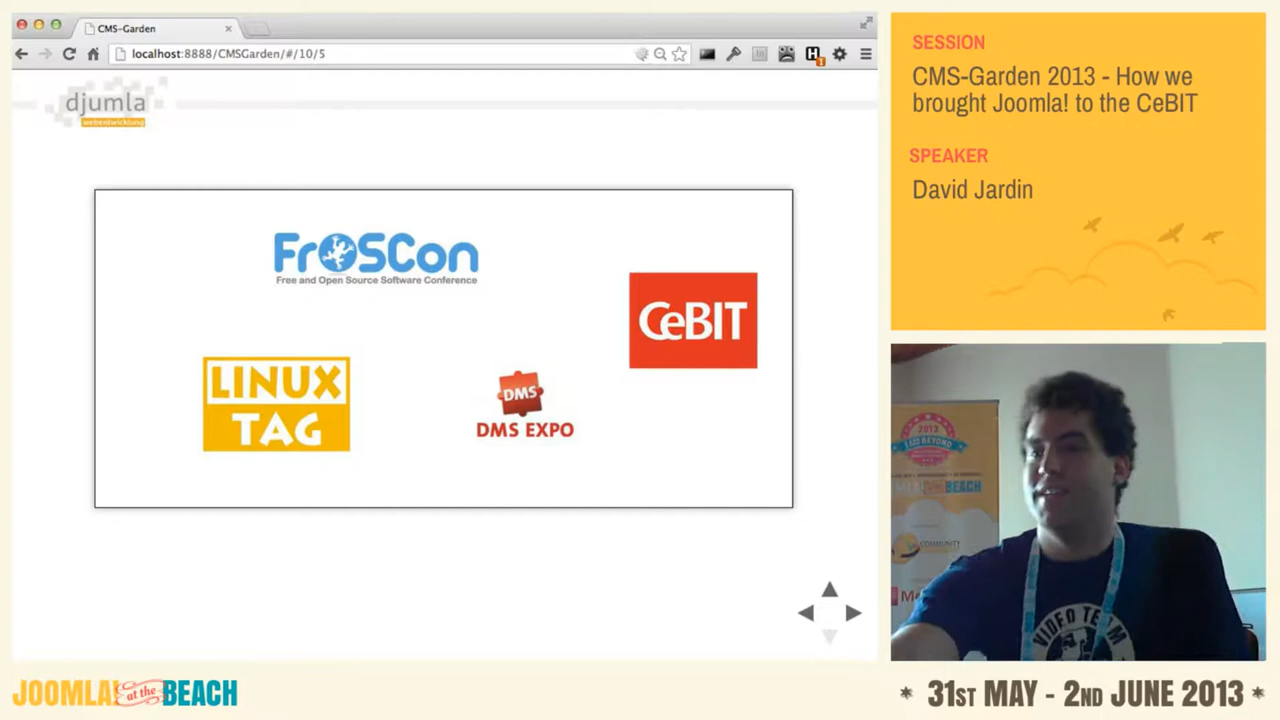 CMS-Garden
localhost:8888/CMSGarden/#/10/5
djumla
webentwicklung
FrOSCon
Free and Open Source Software Conference
CeBIT
LINUX
TAG
DMS
DMS EXPO
SESSION
CMS-Garden 2013 - How we
brought Joomla! to the CeBIT
SPEAKER
David Jardin
2013
BEACH
COMMUNITY
VIDEO TEAM
JOOMLA! at the BEACH
* 31ST MAY - 2ND JUNE 2013 *